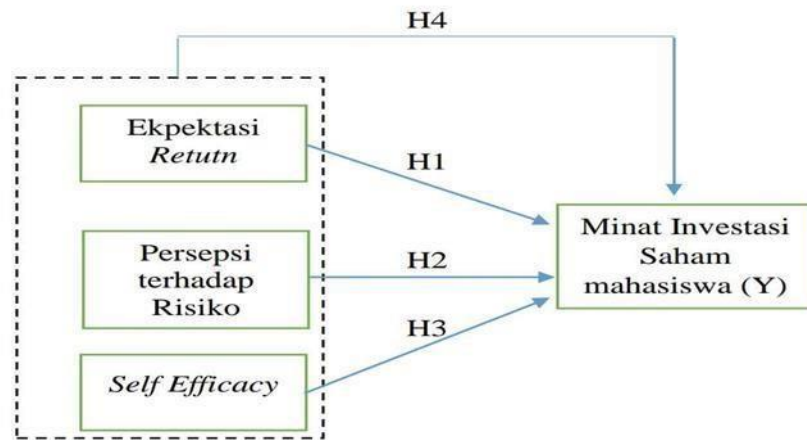 H4
Ekpektasi
Retutn
H1
Persepsi
terhadap
Risiko
H2
Self Efficacy
H3
Minat Investasi
Saham
mahasiswa (Y)